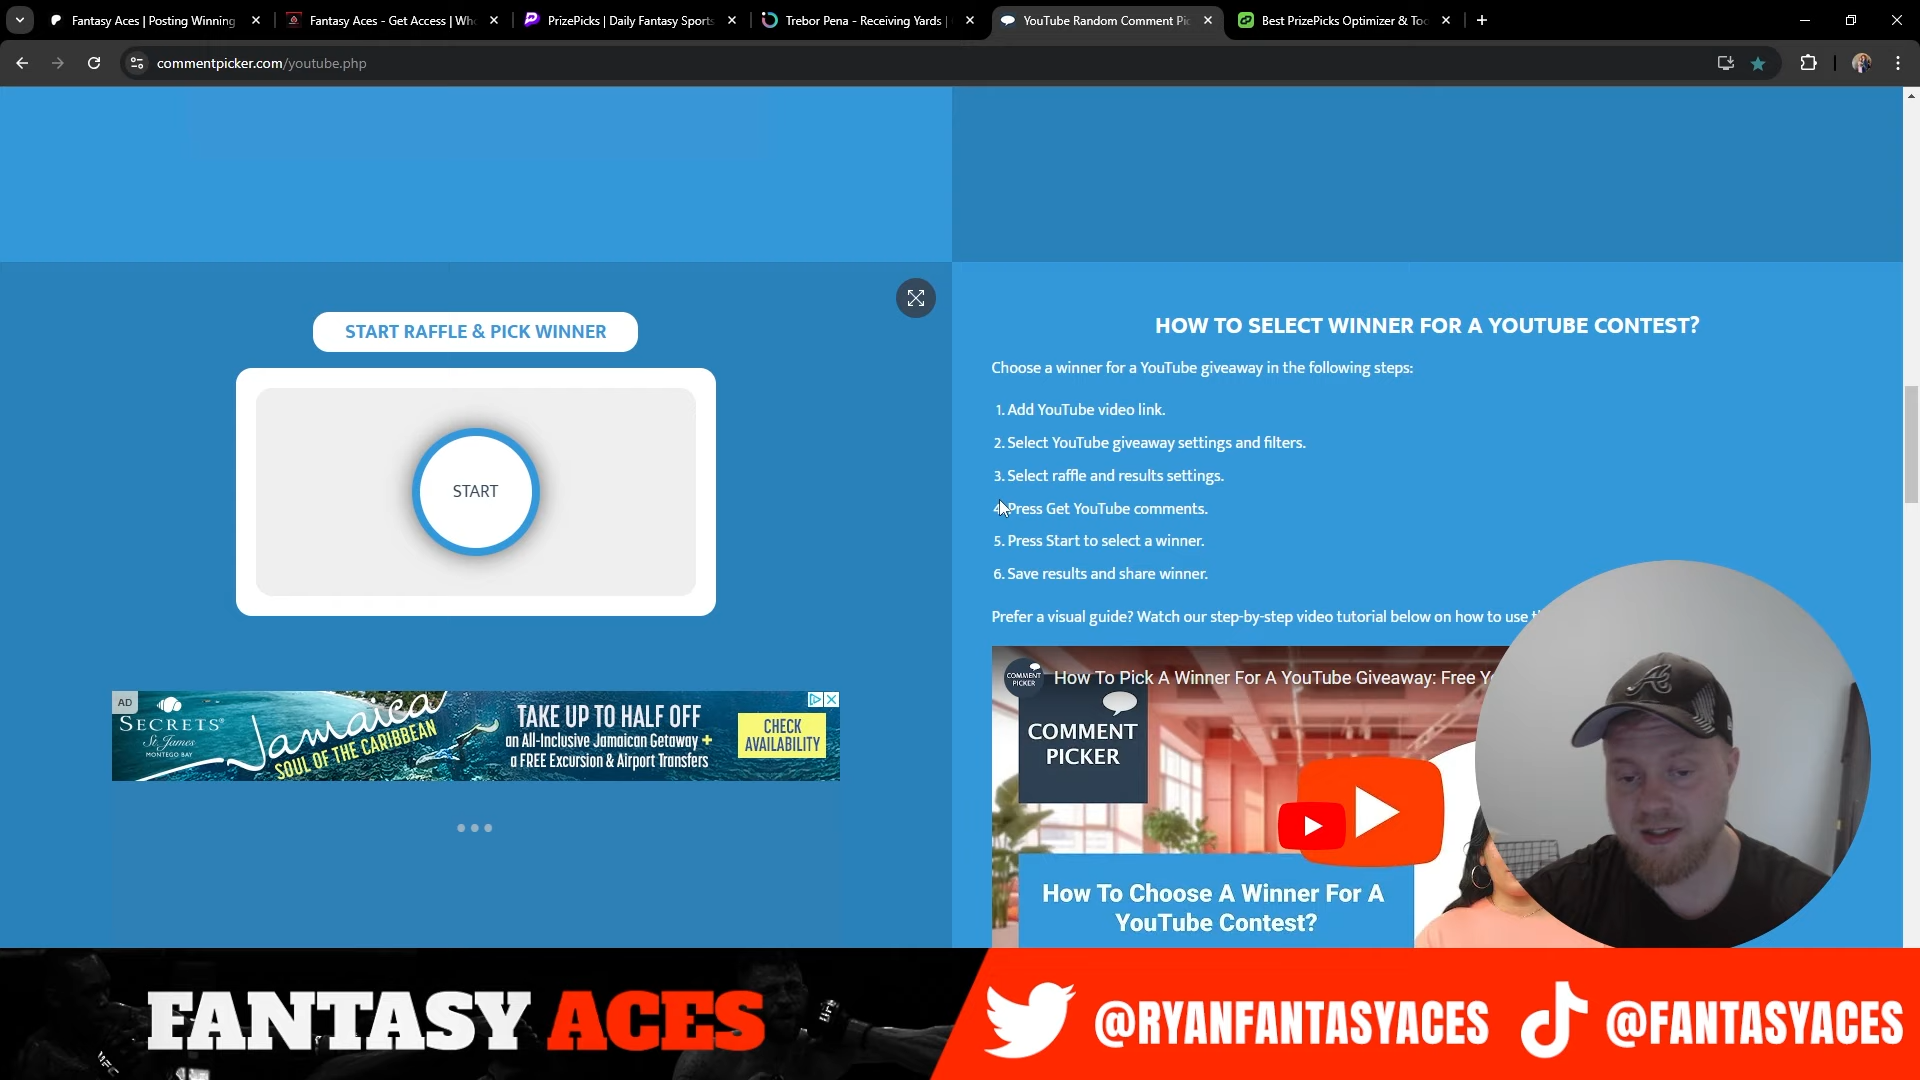 Fantasy Aces | Posting Winning
Fantasy Aces - Get Access | Who
PrizePicks | Daily Fantasy Sports
Trebor Pena - Receiving Yards |
YouTube Random Comment Pic
Best PrizePicks Optimizer & Too
commentpicker.com/youtube.php
START RAFFLE & PICK WINNER
START
HOW TO SELECT WINNER FOR A YOUTUBE CONTEST?
Choose a winner for a YouTube giveaway in the following steps:
1. Add YouTube video link.
2. Select YouTube giveaway settings and filters.
3. Select raffle and results settings.
4. Press Get YouTube comments.
5. Press Start to select a winner.
6. Save results and share winner.
Prefer a visual guide? Watch our step-by-step video tutorial below on how to use t
COMMENT
PICKER
How To Pick A Winner For A YouTube Giveaway: Free Yo
COMMENT
PICKER
How To Choose A Winner For A
YouTube Contest?
AD
SECRETS
St. James
MONTEGO BAY
Jamaica
SOUL OF THE CARIBBEAN
TAKE UP TO HALF OFF
an All-Inclusive Jamaican Getaway +
a FREE Excursion & Airport Transfers
CHECK
AVAILABILITY
FANTASY ACES
@RYANFANTASYACES
@FANTASYACES